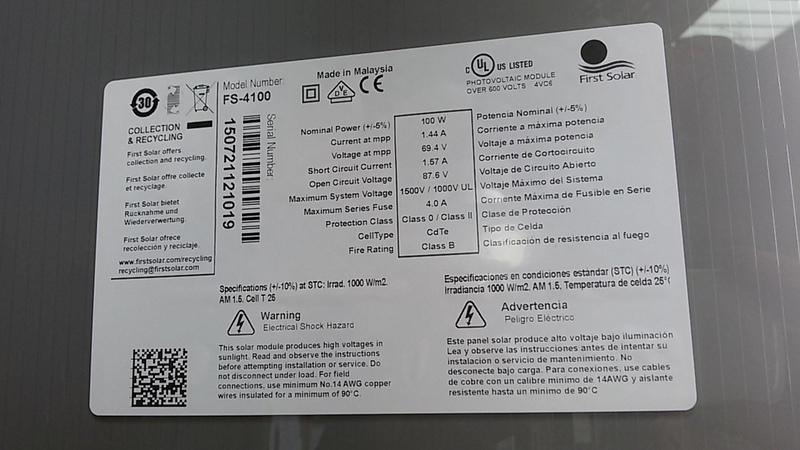 30
COLLECTION
& RECYCLING
First Solar offers
collection and recycling.
First Solar offre collecte
et recyclage.
First Solar bietet
Rücknahme und
Wiederverwertung.
First Solar ofrece
recolección y reciclaje.
www.firstsolar.com/recycling
recycling@firstsolar.com
Model Number:
FS-4100
Serial Number:
150721121019
Made in Malaysia
VDE CE
C UL US LISTED
PHOTOVOLTAIC MODULE
OVER 600 VOLTS 4VC6
First Solar
Nominal Power (+/-5%) 100 W Potencia Nominal (+/-5%)
Current at mpp 1.44 A Corriente a máxima potencia
Voltage at mpp 69.4 V Voltaje a máxima potencia
Short Circuit Current 1.57 A Corriente de Cortocircuito
Open Circuit Voltage 87.6 V Voltaje de Circuito Abierto
Maximum System Voltage 1500V / 1000V UL Voltaje Máximo del Sistema
Maximum Series Fuse 4.0 A Corriente Máxima de Fusible en Serie
Protection Class Class 0 / Class II Clase de Protección
CellType CdTe Tipo de Celda
Fire Rating Class B Clasificación de resistencia al fuego
Specifications (+/-10%) at STC: Irrad. 1000 W/m2.
AM 1.5, Cell T 25
Warning
Electrical Shock Hazard
This solar module produces high voltages in
sunlight. Read and observe the instructions
before attempting installation or service. Do
not disconnect under load. For field
connections, use minimum No.14 AWG copper
wires insulated for a minimum of 90°C.
Especificaciones en condiciones estándar (STC) (+/-10%)
Irradiancia 1000 W/m2, AM 1.5, Temperatura de celda 25°C
Advertencia
Peligro Eléctrico
Este panel solar produce alto voltaje bajo iluminación
Lea y observe las instrucciones antes de intentar su
instalación o servicio de mantenimiento. No
desconecte bajo carga. Para conexiones, use cables
de cobre con un calibre mínimo de 14AWG y aislante
resistente hasta un mínimo de 90°C